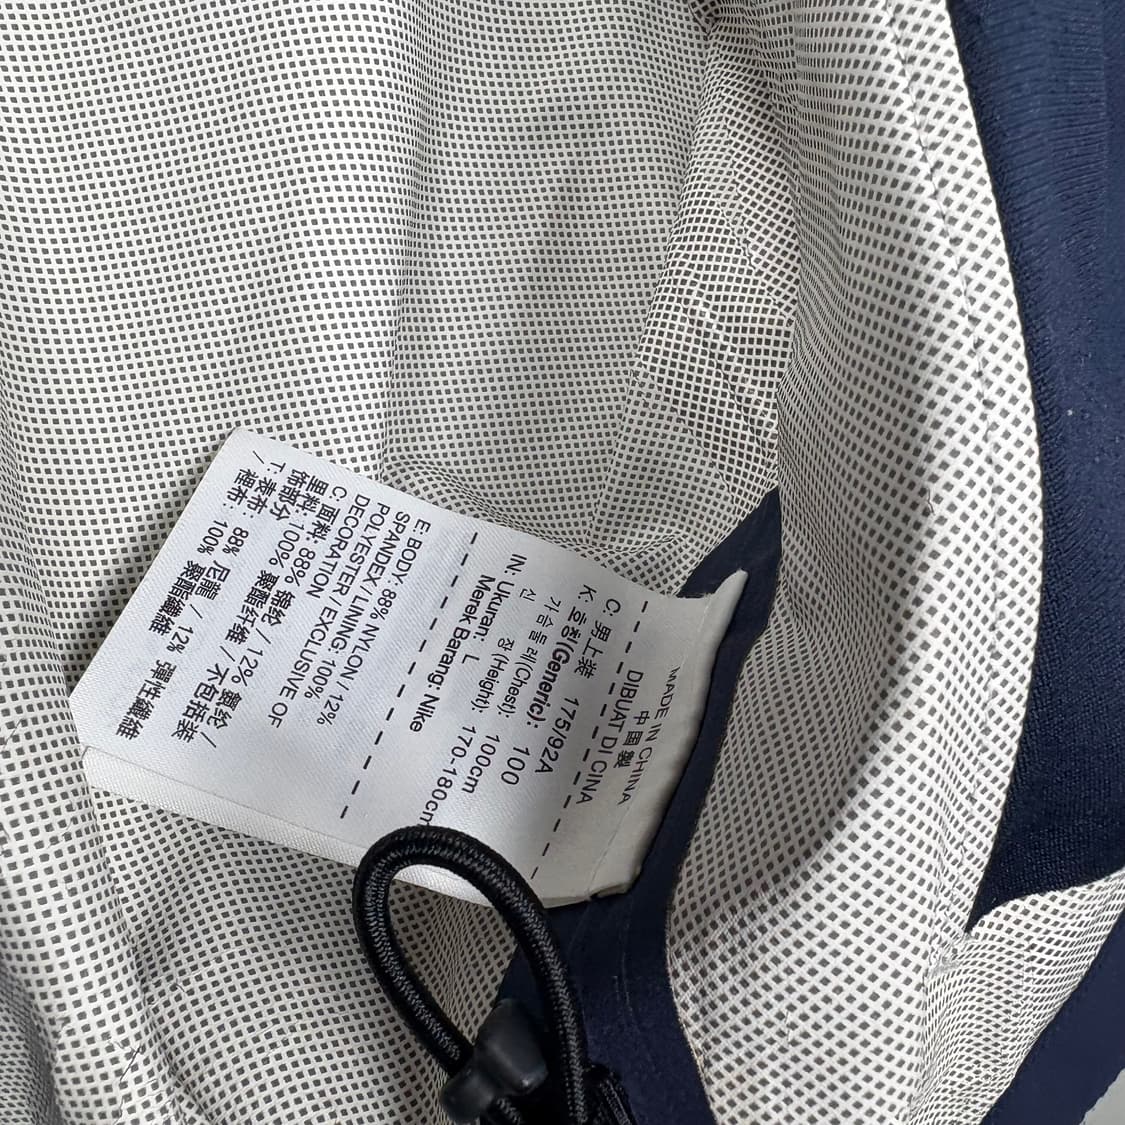 MADE IN CHINA
中国製
DIBUAT DI CINA
C: 男上装 175/92A
K: 호칭(Generic): 100
가슴둘레(Chest): 100cm
신 장(Height): 170-180cm
IN: Ukuran: L
Merek Barang: Nike
E: BODY: 88% NYLON / 12%
SPANDEX / LINING: 100%
POLYESTER / EXCLUSIVE OF
DECORATION
C: 面料: 88% 锦纶 / 12% 氨纶 /
里料: 100% 聚酯纤维 / 不包括装
饰部分
T: 表布: 88% 尼龍 / 12% 彈性纖維
/ 裡布: 100% 聚酯纖維